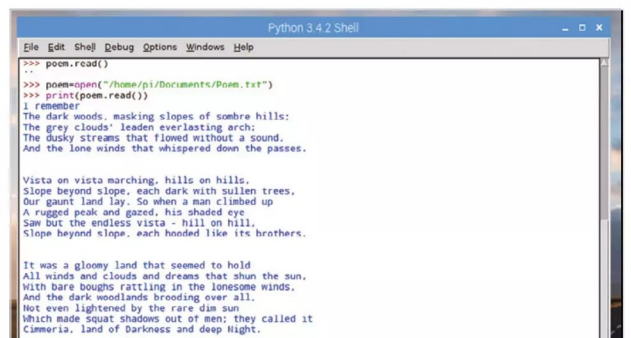 Python 3.4.2 Shell
File Edit Shell Debug Options Windows Help
>>> poem.read()
''
>>> poem=open("/home/pi/Documents/Poem.txt")
>>> print(poem.read())
I remember
The dark woods, masking slopes of sombre hills;
The grey clouds' leaden everlasting arch;
The dusky streams that flowed without a sound,
And the lone winds that whispered down the passes.
Vista on vista marching, hills on hills,
Slope beyond slope, each dark with sullen trees,
Our gaunt land lay. So when a man climbed up
A rugged peak and gazed, his shaded eye
Saw but the endless vista - hill on hill,
Slope beyond slope, each hooded like its brothers.
It was a gloomy land that seemed to hold
All winds and clouds and dreams that shun the sun,
With bare boughs rattling in the lonesome winds,
And the dark woodlands brooding over all,
Not even lightened by the rare dim sun
Which made squat shadows out of men; they called it
Cimmeria, land of Darkness and deep Night.